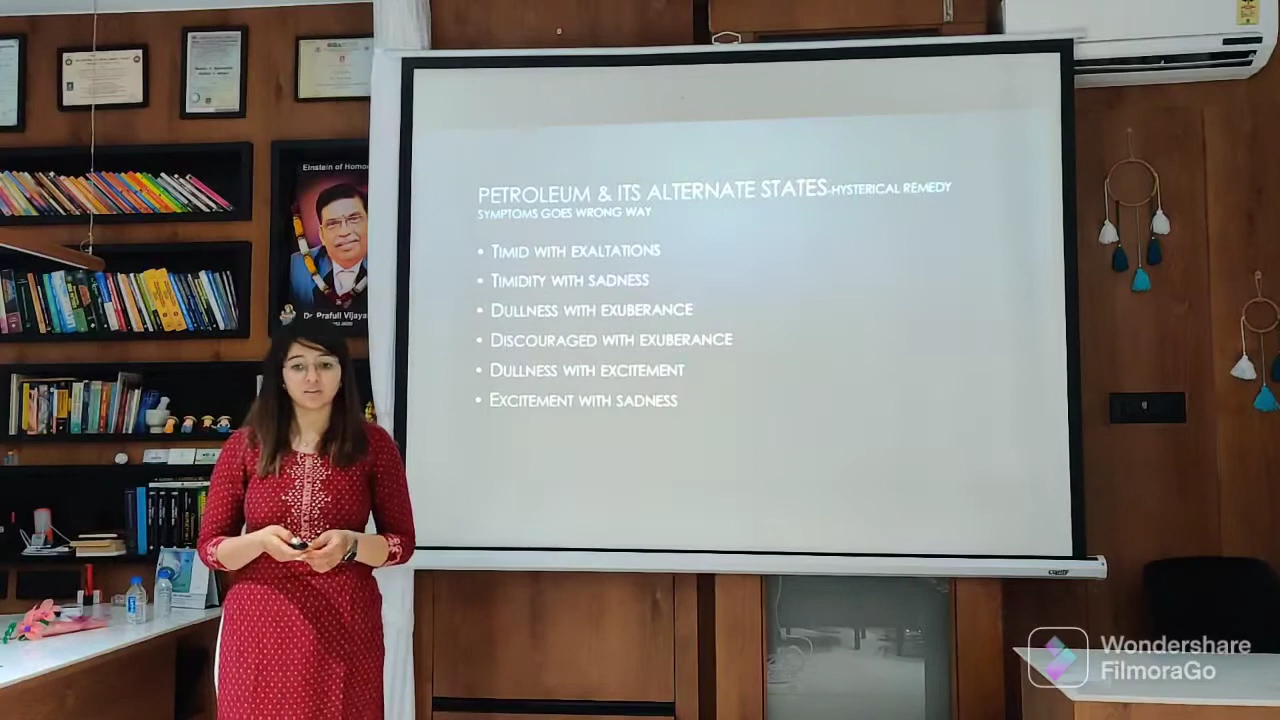 Einstein of Homo
Dr. Prafull Vijaya
PETROLEUM & ITS ALTERNATE STATES-HYSTERICAL REMEDY
SYMPTOMS GOES WRONG WAY
• TIMID WITH EXALTATIONS
• TIMIDITY WITH SADNESS
• DULLNESS WITH EXUBERANCE
• DISCOURAGED WITH EXUBERANCE
• DULLNESS WITH EXCITEMENT
• EXCITEMENT WITH SADNESS
Wondershare
FilmoraGo